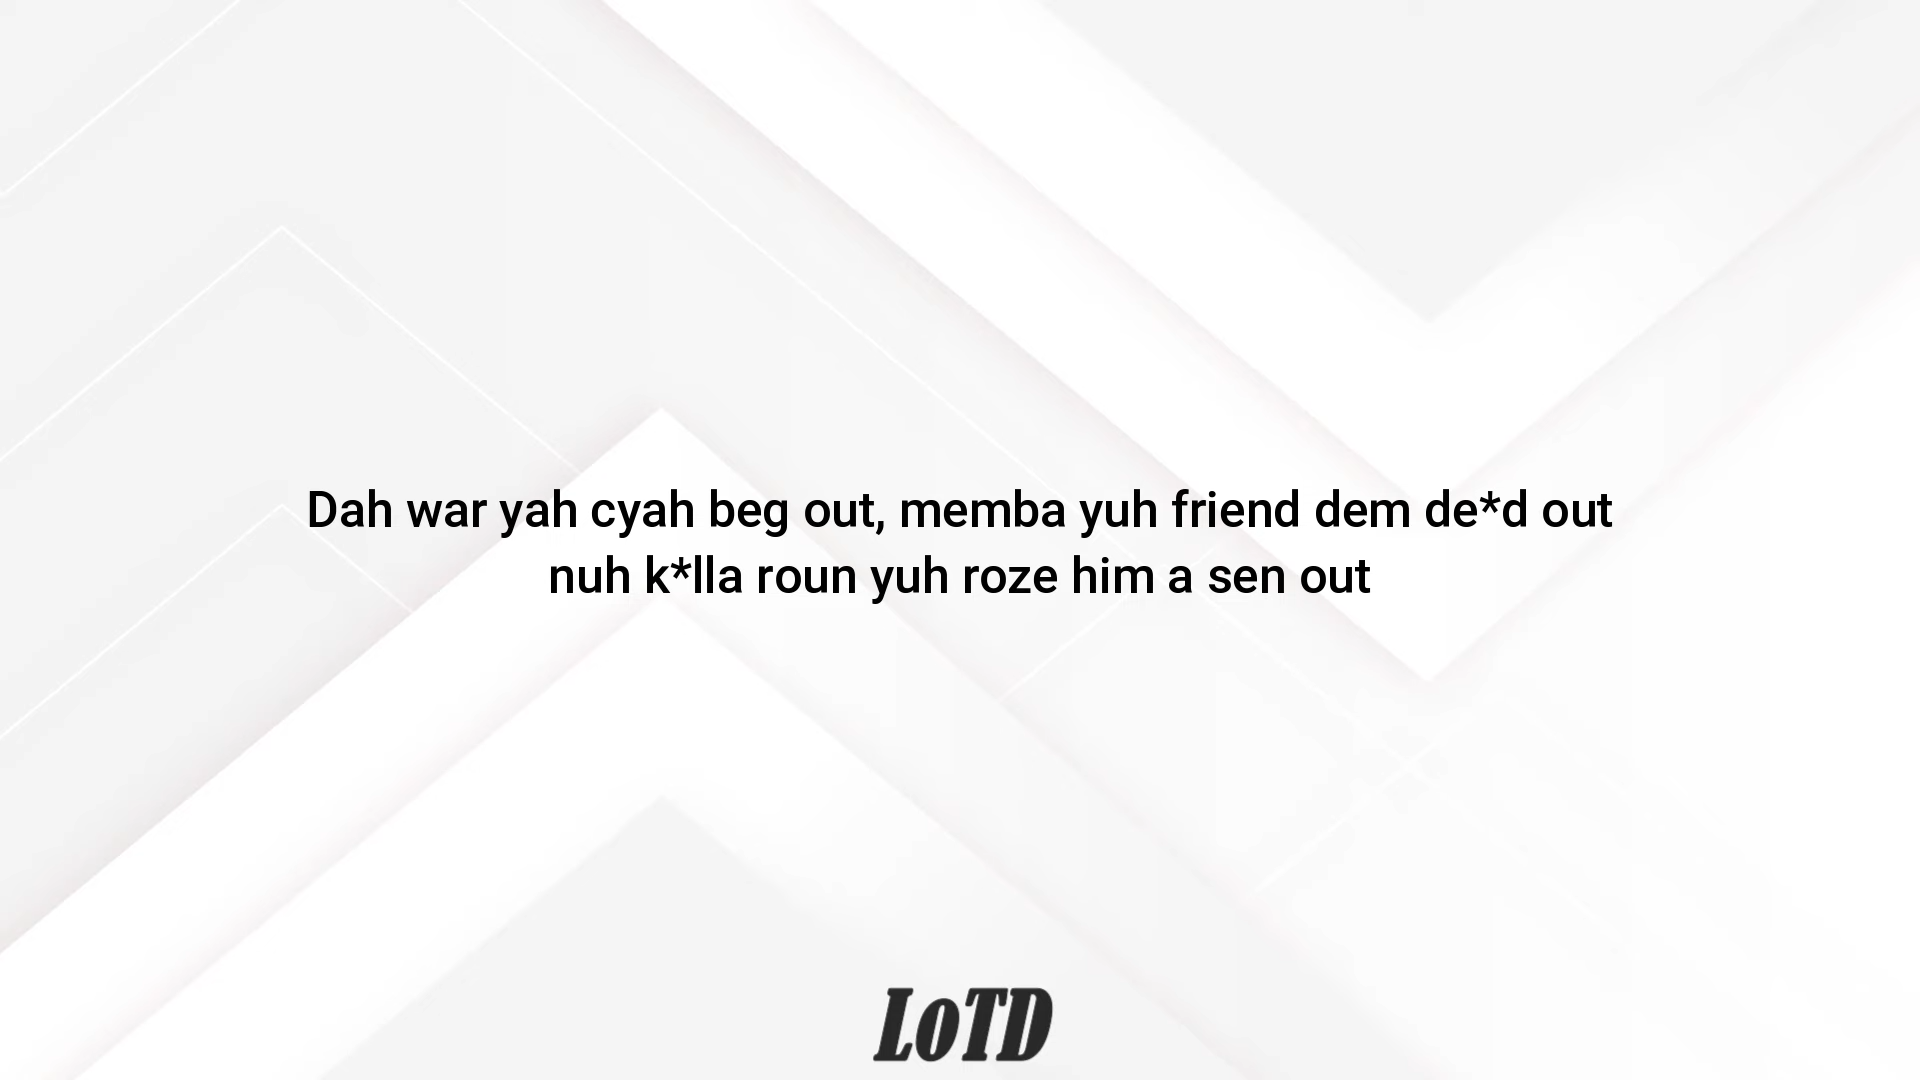 Dah war yah cyah beg out, memba yuh friend dem de*d out
nuh k*lla roun yuh roze him a sen out
LoTD